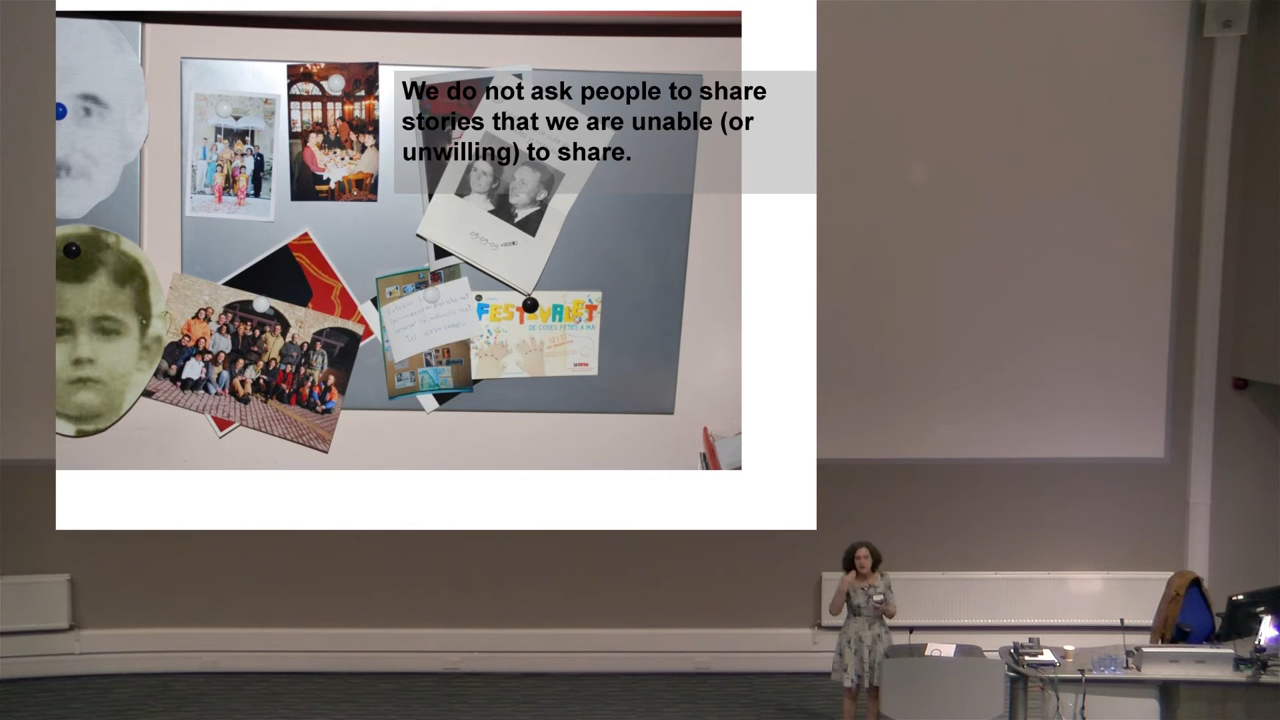 We do not ask people to share
stories that we are unable (or
unwilling) to share.
FESTIVALET
DE COSES FETES A MÀ